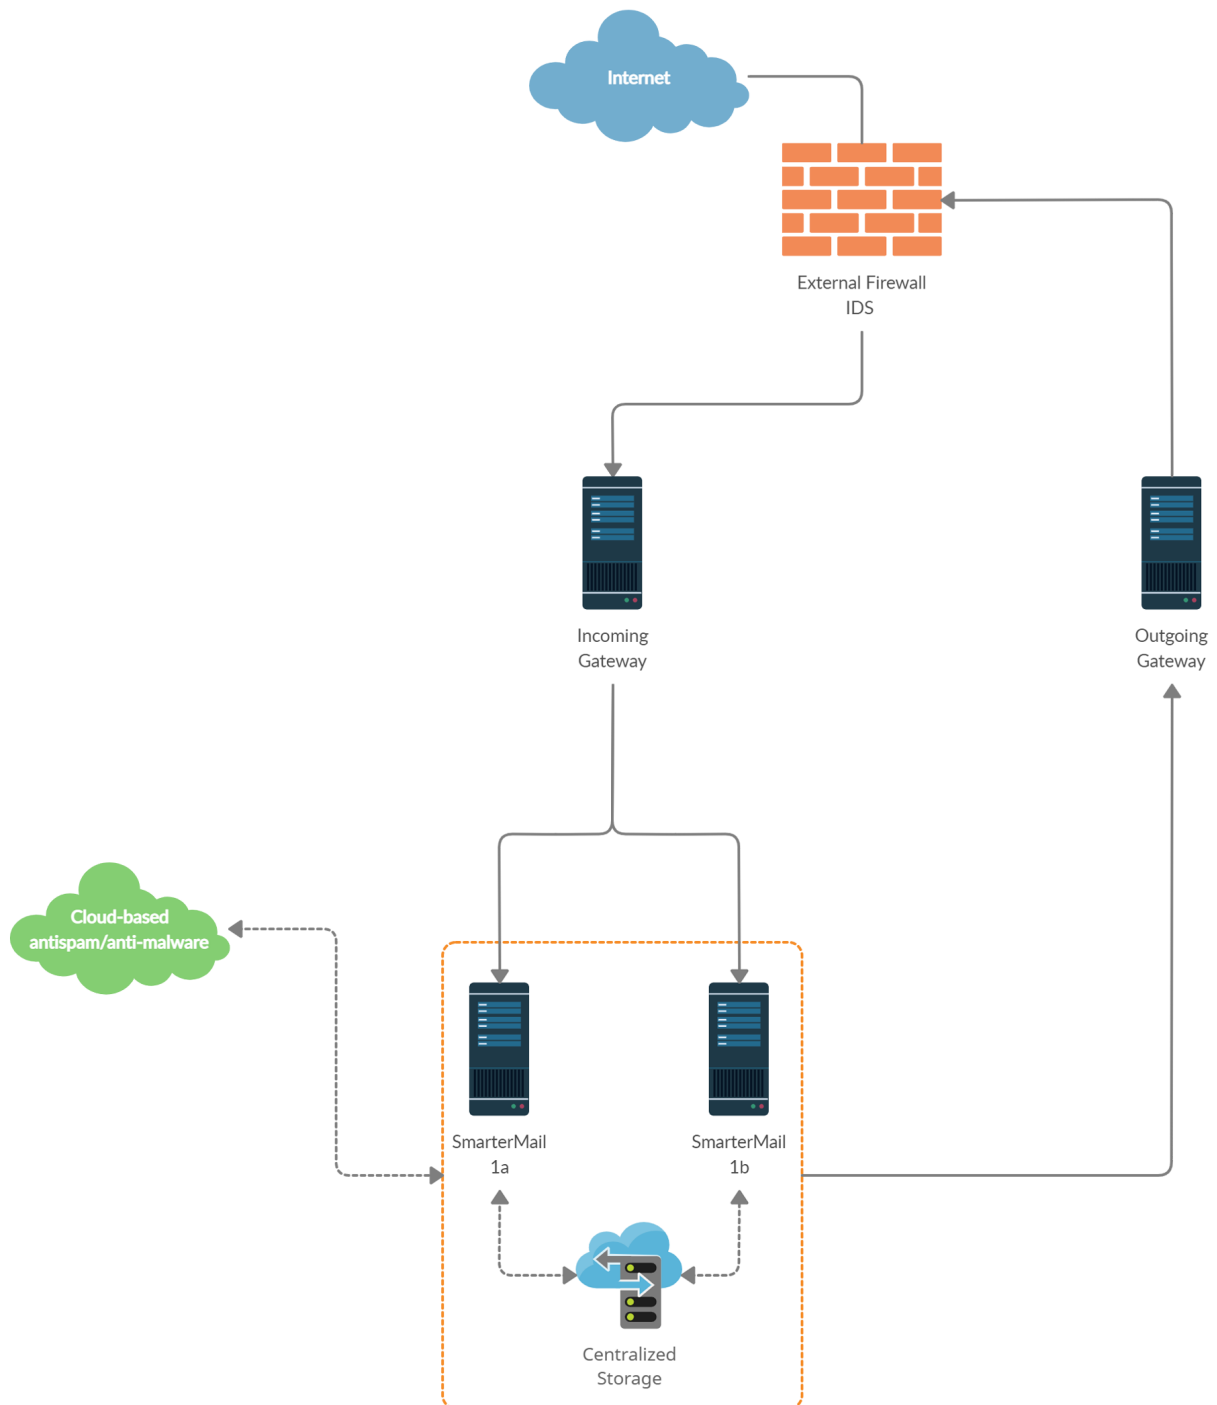 Internet
External Firewall
IDS
Incoming
Gateway
Outgoing
Gateway
Cloud-based
antispam/anti-malware
SmarterMail
1a
SmarterMail
1b
Centralized
Storage